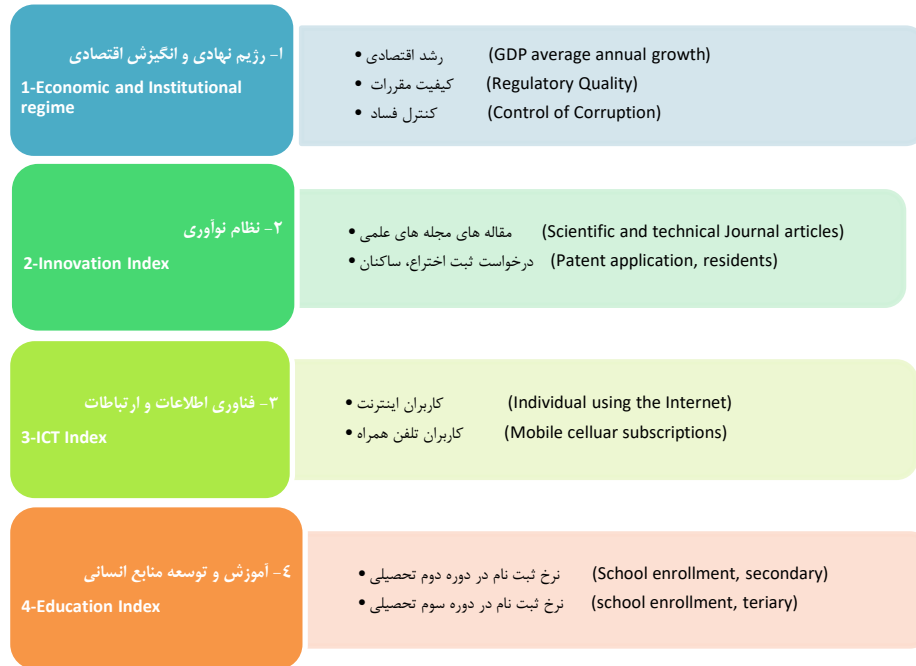 ۱- رژیم نهادی و انگیزش اقتصادی
1-Economic and Institutional
regime
• رشد اقتصادی (GDP average annual growth)
• کیفیت مقررات (Regulatory Quality)
• کنترل فساد (Control of Corruption)
۲- نظام نوآوری
2-Innovation Index
• مقاله های مجله های علمی (Scientific and technical Journal articles)
• درخواست ثبت اختراع، ساکنان (Patent application, residents)
۳- فناوری اطلاعات و ارتباطات
3-ICT Index
• کاربران اینترنت (Individual using the Internet)
• کاربران تلفن همراه (Mobile celluar subscriptions)
٤- آموزش و توسعه منابع انسانی
4-Education Index
• نرخ ثبت نام در دوره دوم تحصیلی (School enrollment, secondary)
• نرخ ثبت نام در دوره سوم تحصیلی (school enrollment, teriary)